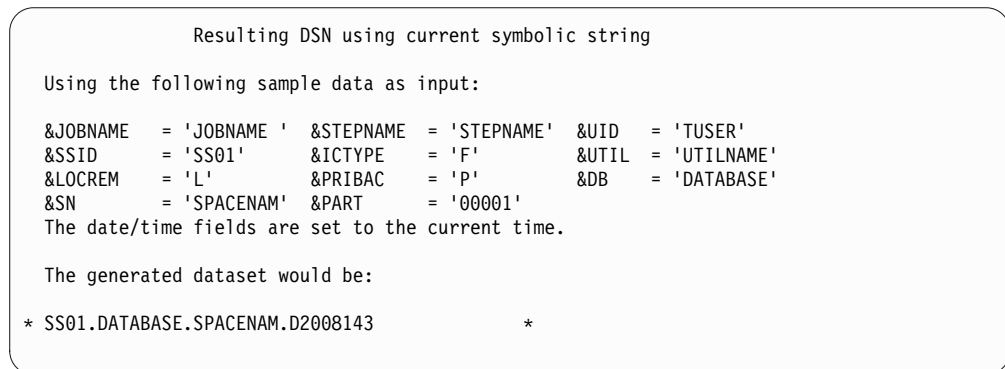 Resulting DSN using current symbolic string
Using the following sample data as input:
&JOBNAME = 'JOBNAME ' &STEPNAME = 'STEPNAME' &UID = 'TUSER'
&SSID = 'SS01' &ICTYPE = 'F' &UTIL = 'UTILNAME'
&LOCREM = 'L' &PRIBAC = 'P' &DB = 'DATABASE'
&SN = 'SPACENAM' &PART = '00001'
The date/time fields are set to the current time.
The generated dataset would be:
* SS01.DATABASE.SPACENAM.D2008143 *